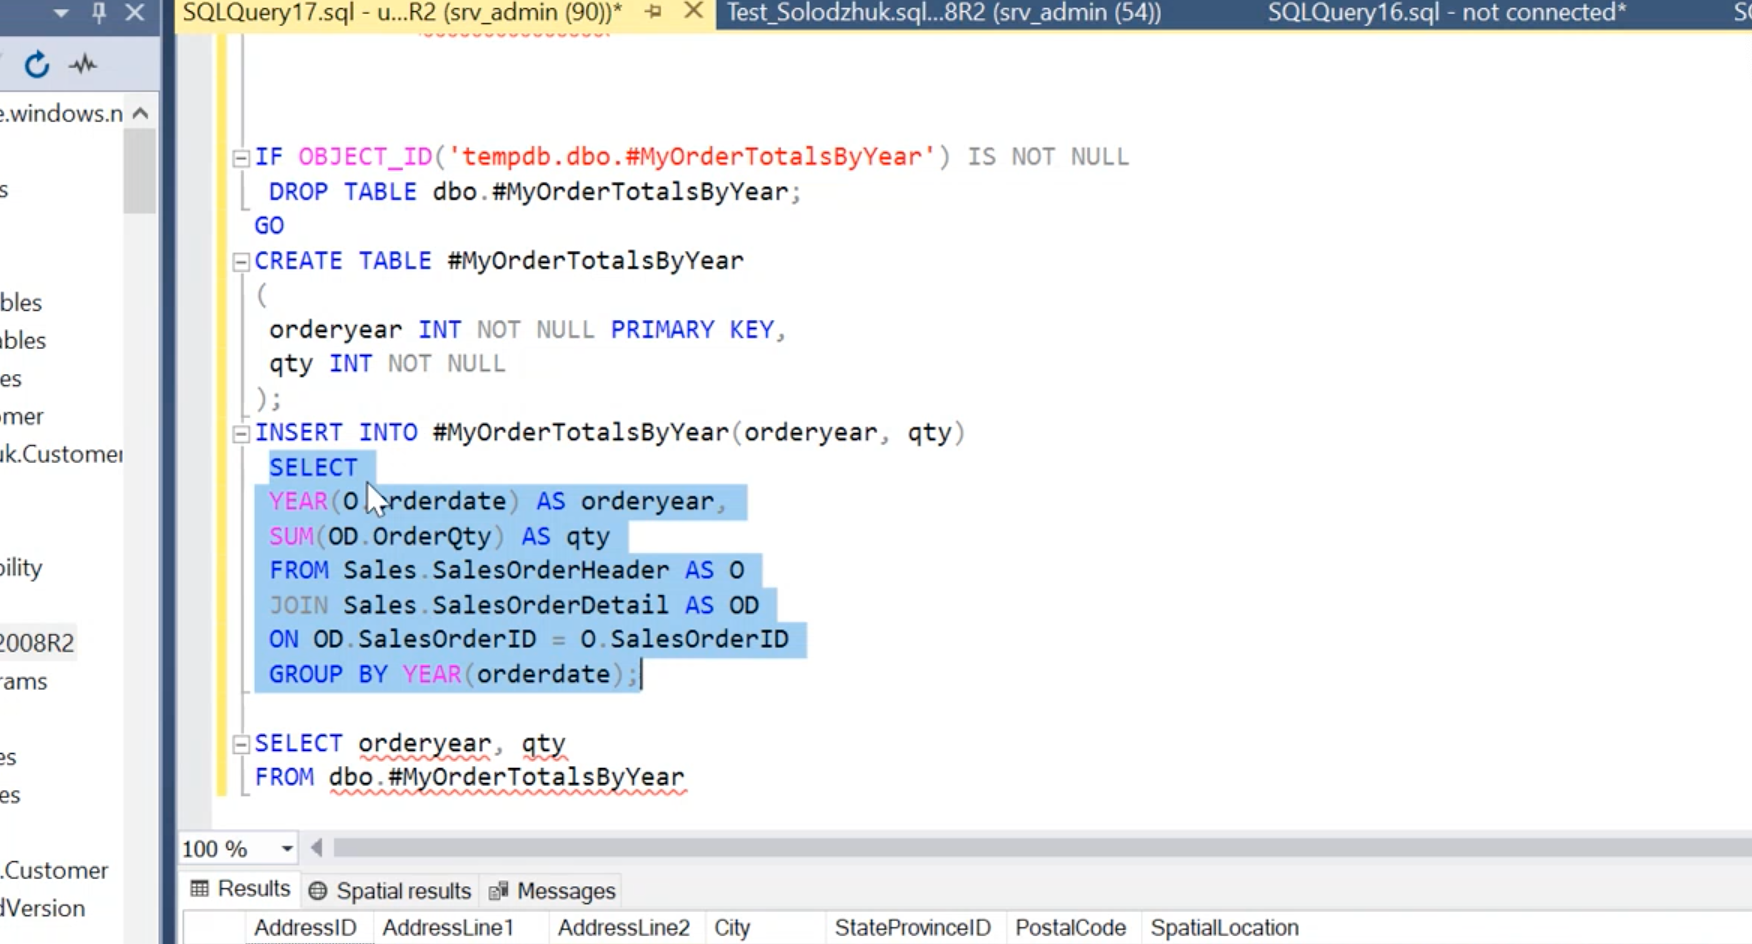 SQLQuery17.sql - u...R2 (srv_admin (90))*
Test_Solodzhuk.sql...8R2 (srv_admin (54))
SQLQuery16.sql - not connected*
e.windows.n
IF OBJECT_ID('tempdb.dbo.#MyOrderTotalsByYear') IS NOT NULL
DROP TABLE dbo.#MyOrderTotalsByYear;
GO
CREATE TABLE #MyOrderTotalsByYear
(
orderyear INT NOT NULL PRIMARY KEY,
qty INT NOT NULL
);
INSERT INTO #MyOrderTotalsByYear(orderyear, qty)
SELECT
YEAR(O.orderdate) AS orderyear,
SUM(OD.OrderQty) AS qty
FROM Sales.SalesOrderHeader AS O
JOIN Sales.SalesOrderDetail AS OD
ON OD.SalesOrderID = O.SalesOrderID
GROUP BY YEAR(orderdate);
SELECT orderyear, qty
FROM dbo.#MyOrderTotalsByYear
s
bles
ables
es
omer
uk.Customer
bility
2008R2
rams
es
es
.Customer
dVersion
100 %
Results
Spatial results
Messages
AddressID AddressLine1 AddressLine2 City StateProvinceID PostalCode SpatialLocation